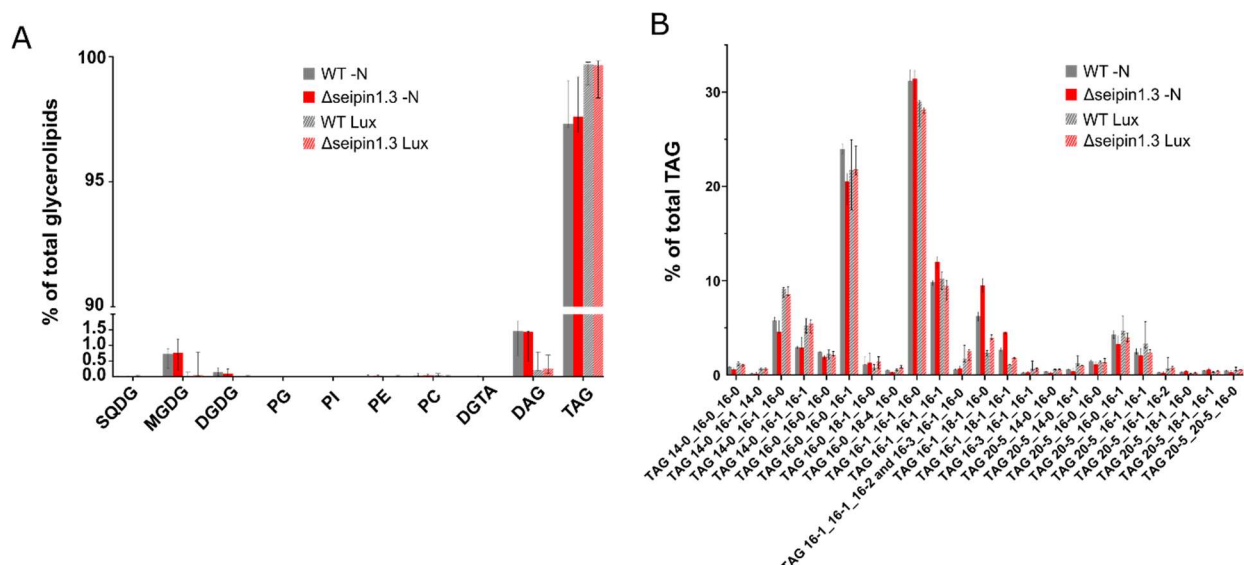 A
% of total glycerolipids
100
95
90
1.5
1.0
0.5
0.0
WT -N
Δseipin1.3 -N
WT Lux
Δseipin1.3 Lux
SQDG
MGDG
DGDG
PG
PI
PE
PC
DGTA
DAG
TAG
B
% of total TAG
30
20
10
0
WT -N
Δseipin1.3 -N
WT Lux
Δseipin1.3 Lux
TAG 14-0_16-0_16-0
TAG 14-0_16-1_14-0
TAG 14-0_16-1_16-0
TAG 14-0_16-1_16-1
TAG 16-0_16-0_16-0
TAG 16-0_16-0_16-1
TAG 16-0_18-1_16-0
TAG 16-0_18-4_16-0
TAG 16-1_16-1_16-0
TAG 16-1_16-1_16-1
TAG 16-1_16-1_16-2 and 16-3_16-1_16-0
TAG 16-1_18-1_16-0
TAG 16-1_18-1_16-1
TAG 16-3_16-1_16-1
TAG 20-5_14-0_16-0
TAG 20-5_14-0_16-1
TAG 20-5_16-0_16-0
TAG 20-5_16-0_16-1
TAG 20-5_16-1_16-1
TAG 20-5_16-1_16-2
TAG 20-5_18-1_16-0
TAG 20-5_18-1_16-1
TAG 20-5_20-5_16-0